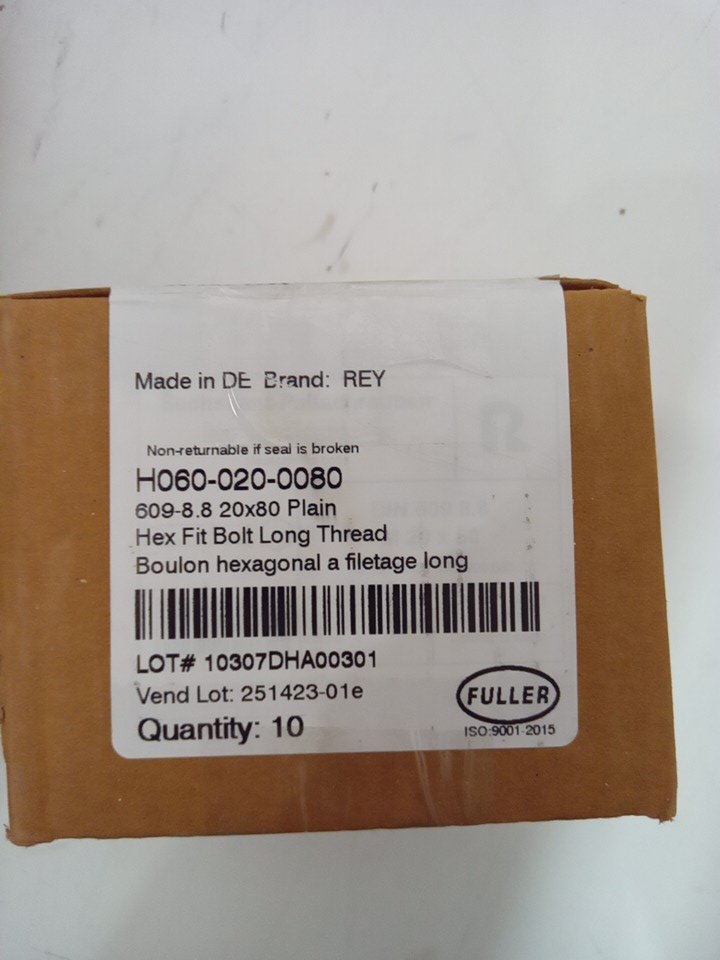 Made in DE Brand: REY
Non-returnable if seal is broken
H060-020-0080
609-8.8 20x80 Plain
Hex Fit Bolt Long Thread
Boulon hexagonal a filetage long
LOT# 10307DHA00301
Vend Lot: 251423-01e
Quantity: 10
FULLER
ISO:9001-2015